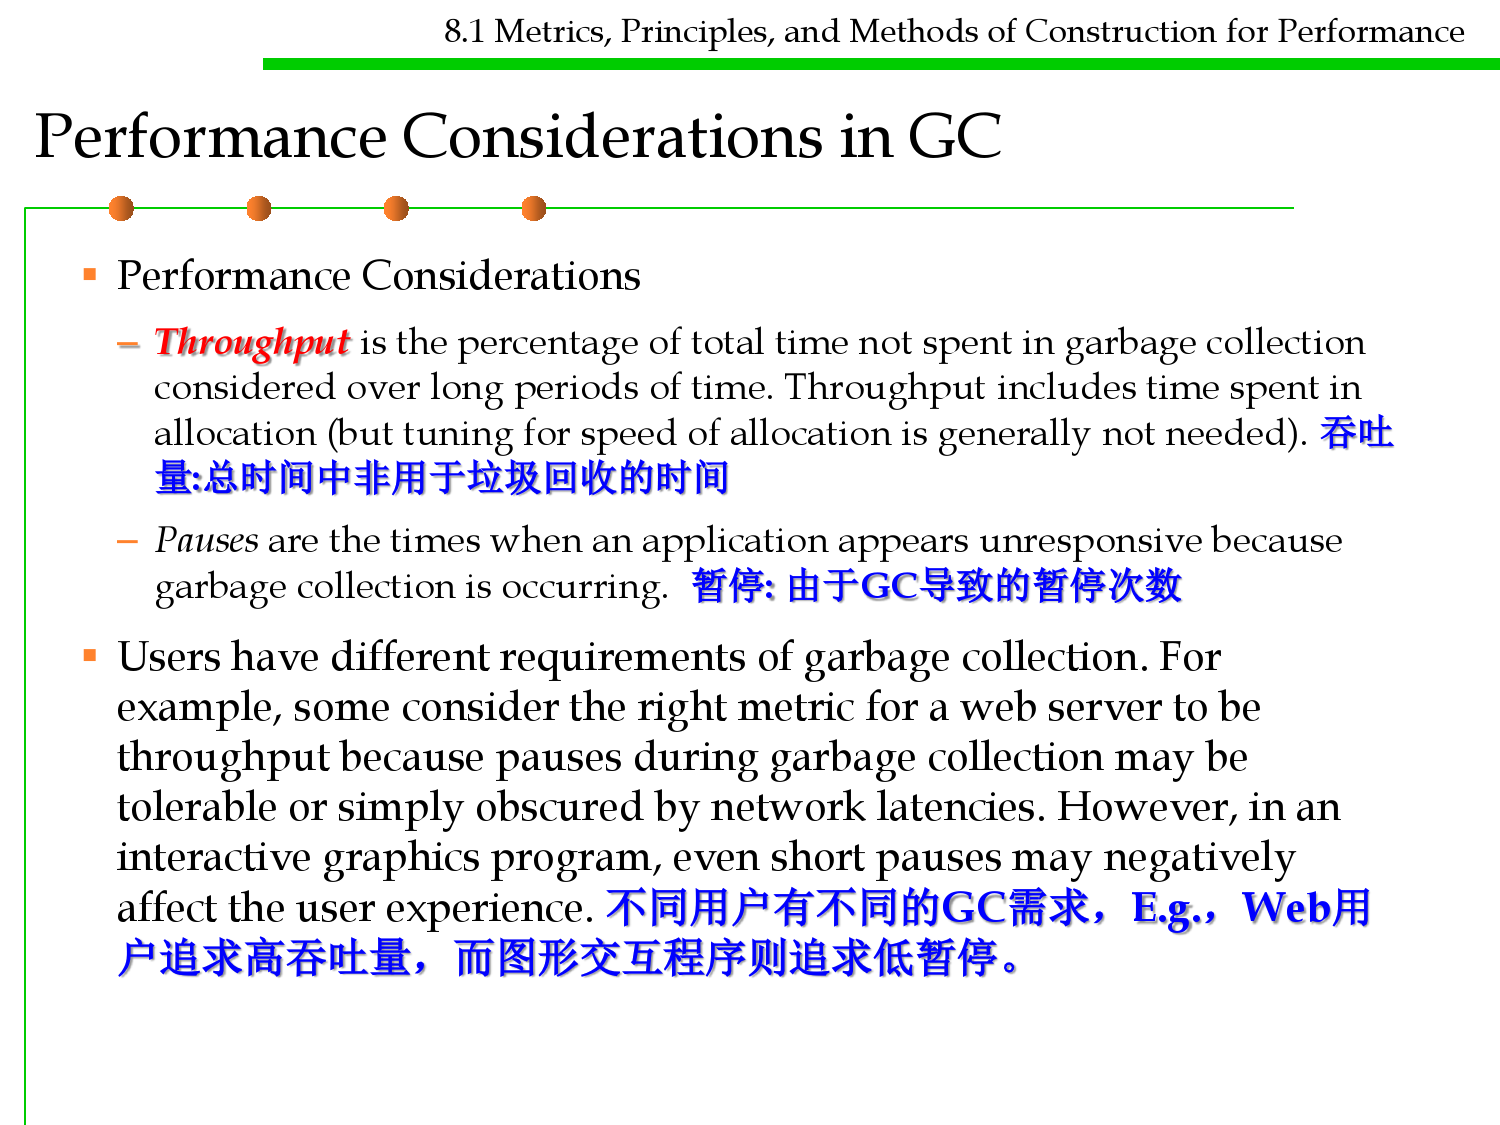 8.1 Metrics, Principles, and Methods of Construction for Performance
Performance Considerations in GC
▪ Performance Considerations
– Throughput is the percentage of total time not spent in garbage collection
considered over long periods of time. Throughput includes time spent in
allocation (but tuning for speed of allocation is generally not needed). 吞吐
量:总时间中非用于垃圾回收的时间
– Pauses are the times when an application appears unresponsive because
garbage collection is occurring. 暂停: 由于GC导致的暂停次数
▪ Users have different requirements of garbage collection. For
example, some consider the right metric for a web server to be
throughput because pauses during garbage collection may be
tolerable or simply obscured by network latencies. However, in an
interactive graphics program, even short pauses may negatively
affect the user experience. 不同用户有不同的GC需求，E.g.，Web用
户追求高吞吐量，而图形交互程序则追求低暂停。